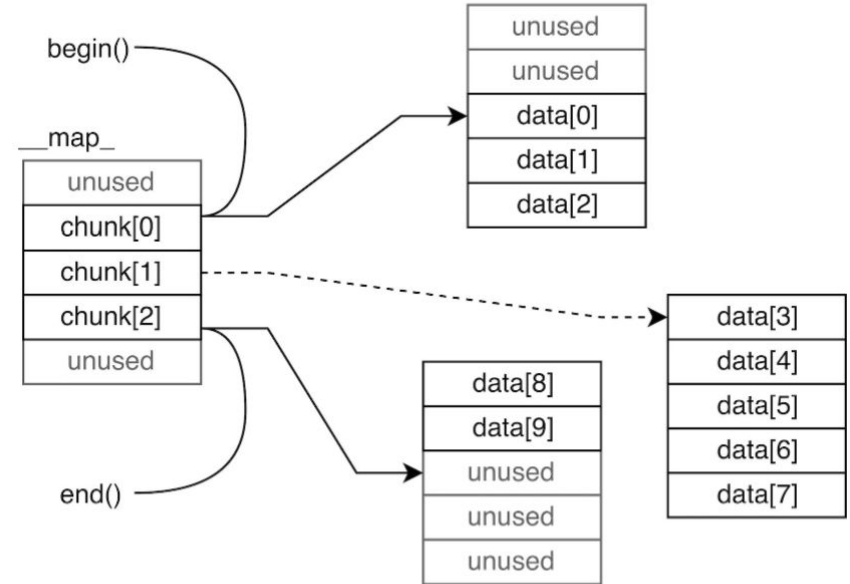 begin()
__map_
unused
chunk[0]
chunk[1]
chunk[2]
unused
end()
unused
unused
data[0]
data[1]
data[2]
data[3]
data[4]
data[5]
data[6]
data[7]
data[8]
data[9]
unused
unused
unused